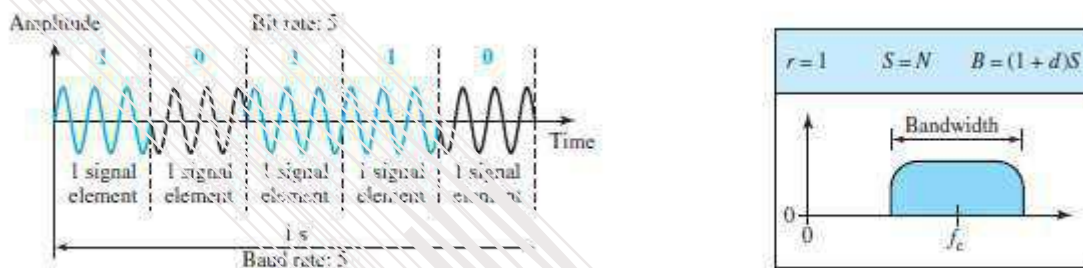 Amplitude Bit rate: 5
1 0 1 1 0
Time
1 signal element 1 signal element 1 signal element 1 signal element 1 signal element
1 s
Baud rate: 5
r = 1 S = N B = (1 + d)S
Bandwidth
0
0 fc